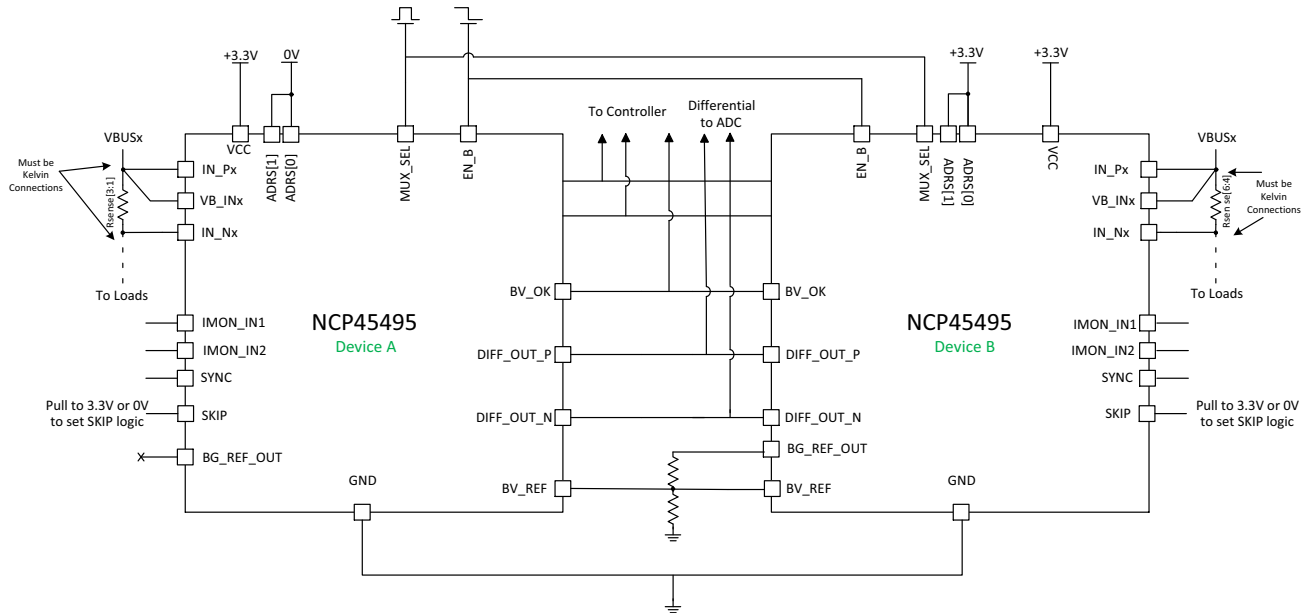 +3.3V
0V
+3.3V
+3.3V
To Controller
Differential
to ADC
VBUSx
VCC
ADRS[1]
ADRS[0]
MUX_SEL
EN_B
EN_B
MUX_SEL
ADRS[1]
ADRS[0]
VCC
VBUSx
Must be
Kelvin
Connections
Rsense[3:1]
IN_Px
VB_INx
IN_Nx
To Loads
IN_Px
VB_INx
IN_Nx
Rsen se[6:4]
Must be
Kelvin
Connections
To Loads
BV_OK
BV_OK
IMON_IN1
NCP45495
Device A
NCP45495
Device B
IMON_IN1
IMON_IN2
DIFF_OUT_P
DIFF_OUT_P
IMON_IN2
SYNC
SYNC
Pull to 3.3V or 0V
to set SKIP logic
SKIP
DIFF_OUT_N
DIFF_OUT_N
SKIP
Pull to 3.3V or 0V
to set SKIP logic
X
BG_REF_OUT
BG_REF_OUT
GND
BV_REF
BV_REF
GND